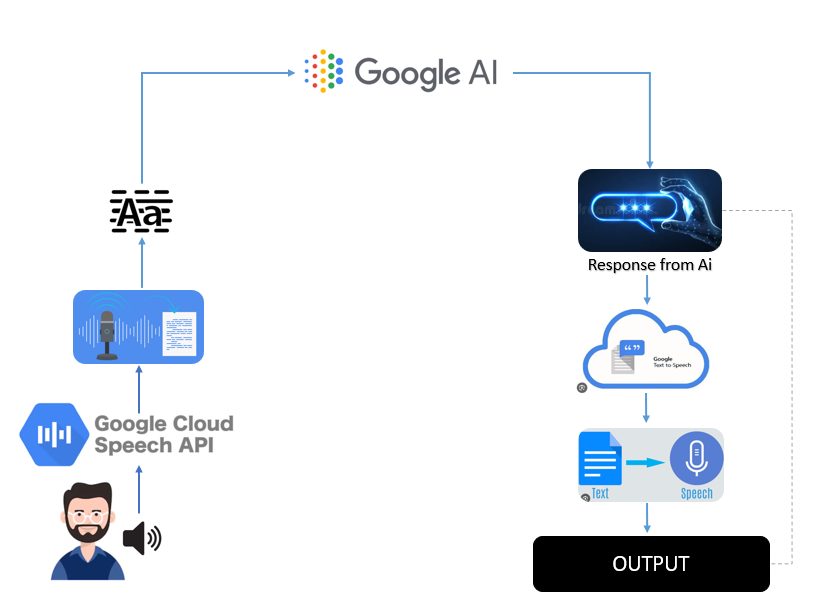 Google AI
Aa
Response from Ai
Google
Text to Speech
Google Cloud
Speech API
Text
Speech
OUTPUT